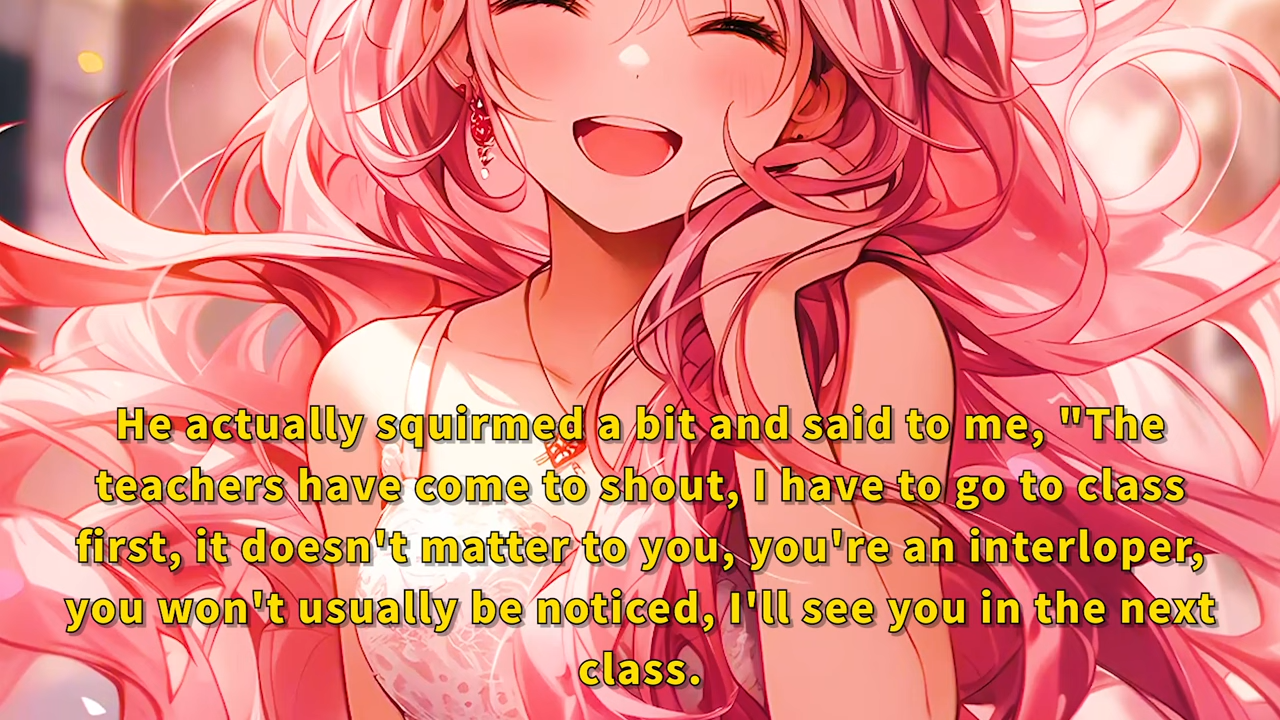 He actually squirmed a bit and said to me, "The
teachers have come to shout, I have to go to class
first, it doesn't matter to you, you're an interloper,
you won't usually be noticed, I'll see you in the next
class.